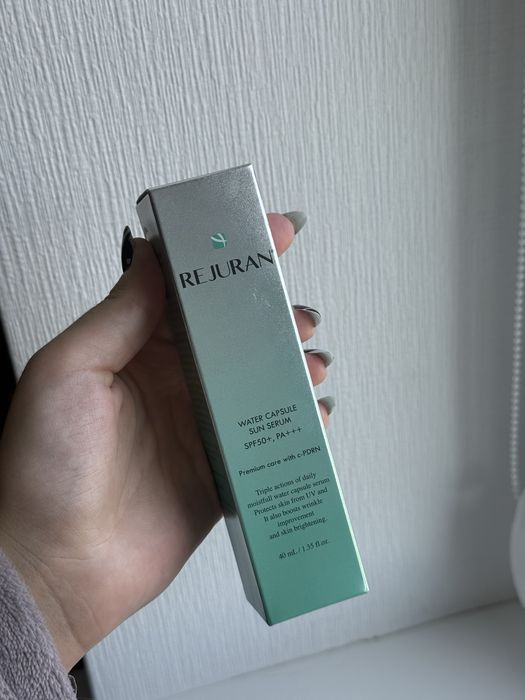 REJURAN®
WATER CAPSULE
SUN SERUM
SPF50+, PA+++
Premium care with c-PDRN
Triple actions of daily
moistfull water capsule serum
Protects skin from UV and
It also boosts wrinkle
improvement
and skin brightening.
40 mL / 1.35 fl.oz.